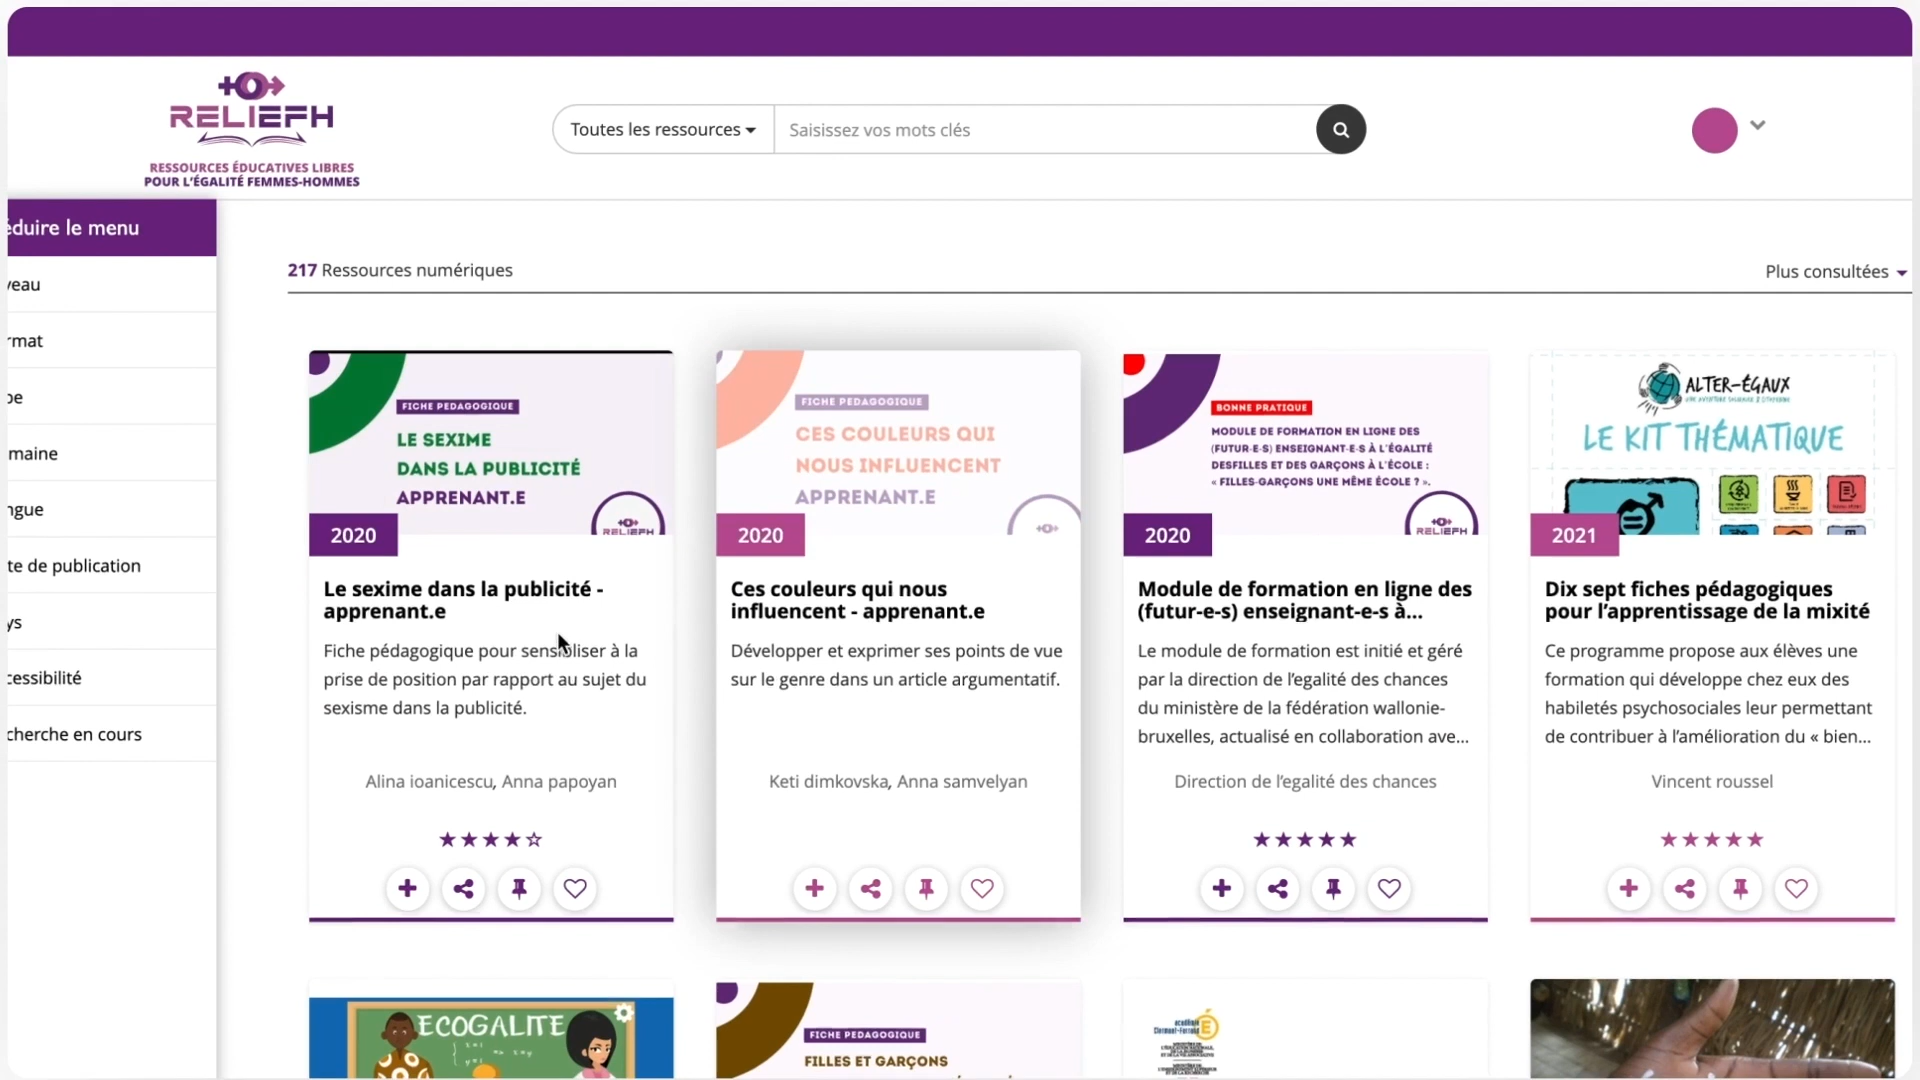 RELIEFH
RESSOURCES ÉDUCATIVES LIBRES
POUR L'ÉGALITÉ FEMMES-HOMMES
Toutes les ressources
Saisissez vos mots clés
éduire le menu
veau
rmat
pe
maine
ngue
te de publication
ys
cessibilité
cherche en cours
217 Ressources numériques
Plus consultées
FICHE PEDAGOGIQUE
LE SEXIME
DANS LA PUBLICITÉ
APPRENANT.E
RELIEFH
2020
Le sexime dans la publicité -
apprenant.e
Fiche pédagogique pour sensibiliser à la
prise de position par rapport au sujet du
sexisme dans la publicité.
Alina ioanicescu, Anna papoyan
FICHE PEDAGOGIQUE
CES COULEURS QUI
NOUS INFLUENCENT
APPRENANT.E
2020
Ces couleurs qui nous
influencent - apprenant.e
Développer et exprimer ses points de vue
sur le genre dans un article argumentatif.
Keti dimkovska, Anna samvelyan
BONNE PRATIQUE
MODULE DE FORMATION EN LIGNE DES
(FUTUR-E-S) ENSEIGNANT-E-S À L'ÉGALITÉ
DESFILLES ET DES GARÇONS À L'ÉCOLE :
« FILLES-GARÇONS UNE MÊME ÉCOLE ? ».
RELIEFH
2020
Module de formation en ligne des
(futur-e-s) enseignant-e-s à...
Le module de formation est initié et géré
par la direction de l'egalité des chances
du ministère de la fédération wallonie-
bruxelles, actualisé en collaboration ave...
Direction de l'egalité des chances
ALTER-ÉGAUX
LE KIT THÉMATIQUE
2021
Dix sept fiches pédagogiques
pour l'apprentissage de la mixité
Ce programme propose aux élèves une
formation qui développe chez eux des
habiletés psychosociales leur permettant
de contribuer à l'amélioration du « bien...
Vincent roussel
ECOGALITE
FICHE PEDAGOGIQUE
FILLES ET GARÇONS
académie
Clermont-Ferrand